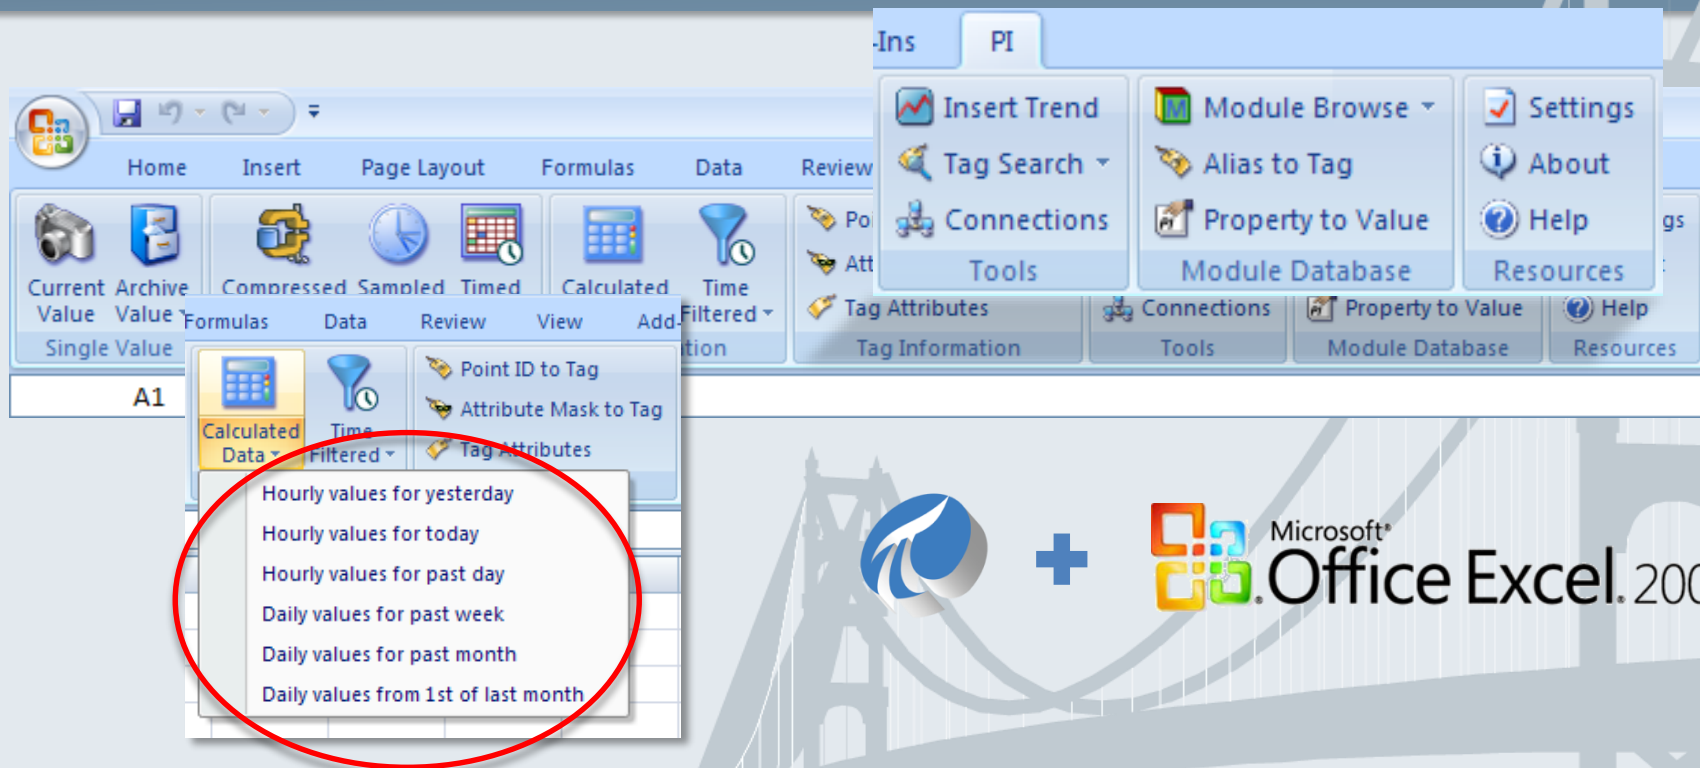 -Ins PI
Insert Trend Module Browse Settings
Tag Search Alias to Tag About
Connections Property to Value Help
Tools Module Database Resources
Home Insert Page Layout Formulas Data Review
Current Value
Archive Value
Compressed Sampled Timed
Calculated
Time Filtered
Tag Attributes Connections Property to Value Help
Single Value Tag Information Tools Module Database Resources
A1
Formulas Data Review View Add-
Calculated Data
Time Filtered
Point ID to Tag
Attribute Mask to Tag
Tag Attributes
Hourly values for yesterday
Hourly values for today
Hourly values for past day
Daily values for past week
Daily values for past month
Daily values from 1st of last month
Microsoft®
Office Excel. 200